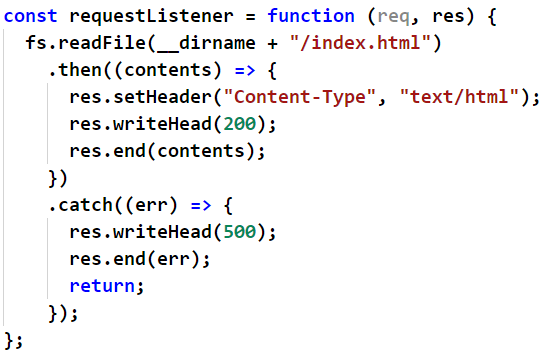 const requestListener = function (req, res) {
  fs.readFile(__dirname + "/index.html")
    .then((contents) => {
      res.setHeader("Content-Type", "text/html");
      res.writeHead(200);
      res.end(contents);
    })
    .catch((err) => {
      res.writeHead(500);
      res.end(err);
      return;
    });
};